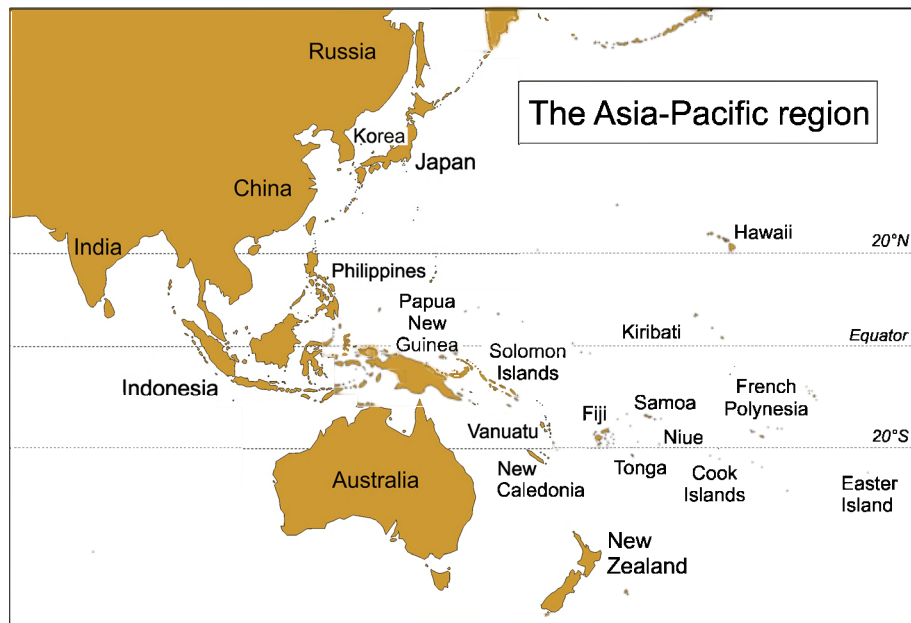 Russia
The Asia-Pacific region
Korea
Japan
China
India
Hawaii
20°N
Philippines
Papua
New
Guinea
Kiribati
Equator
Solomon
Islands
Indonesia
French
Polynesia
Samoa
Fiji
Vanuatu
Niue
20°S
Tonga
New
Caledonia
Cook
Islands
Australia
Easter
Island
New
Zealand